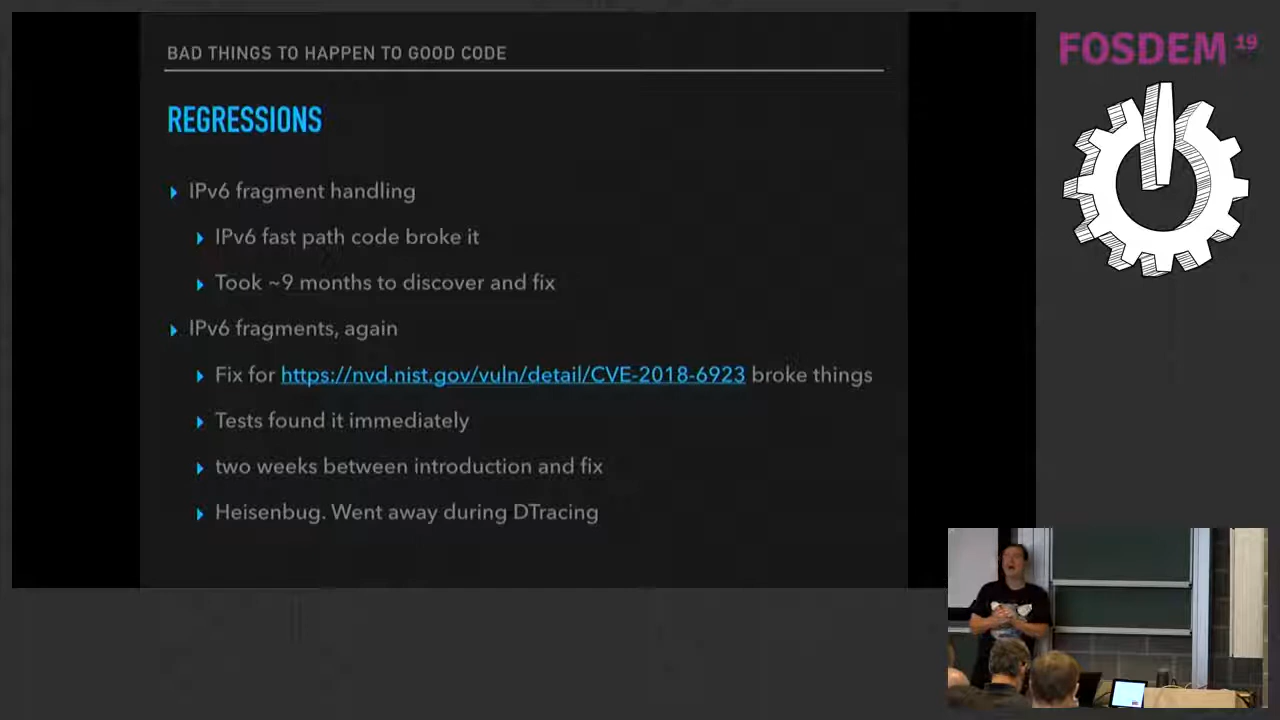 BAD THINGS TO HAPPEN TO GOOD CODE
FOSDEM 19
REGRESSIONS
IPv6 fragment handling
IPv6 fast path code broke it
Took ~9 months to discover and fix
IPv6 fragments, again
Fix for https://nvd.nist.gov/vuln/detail/CVE-2018-6923 broke things
Tests found it immediately
two weeks between introduction and fix
Heisenbug. Went away during DTracing